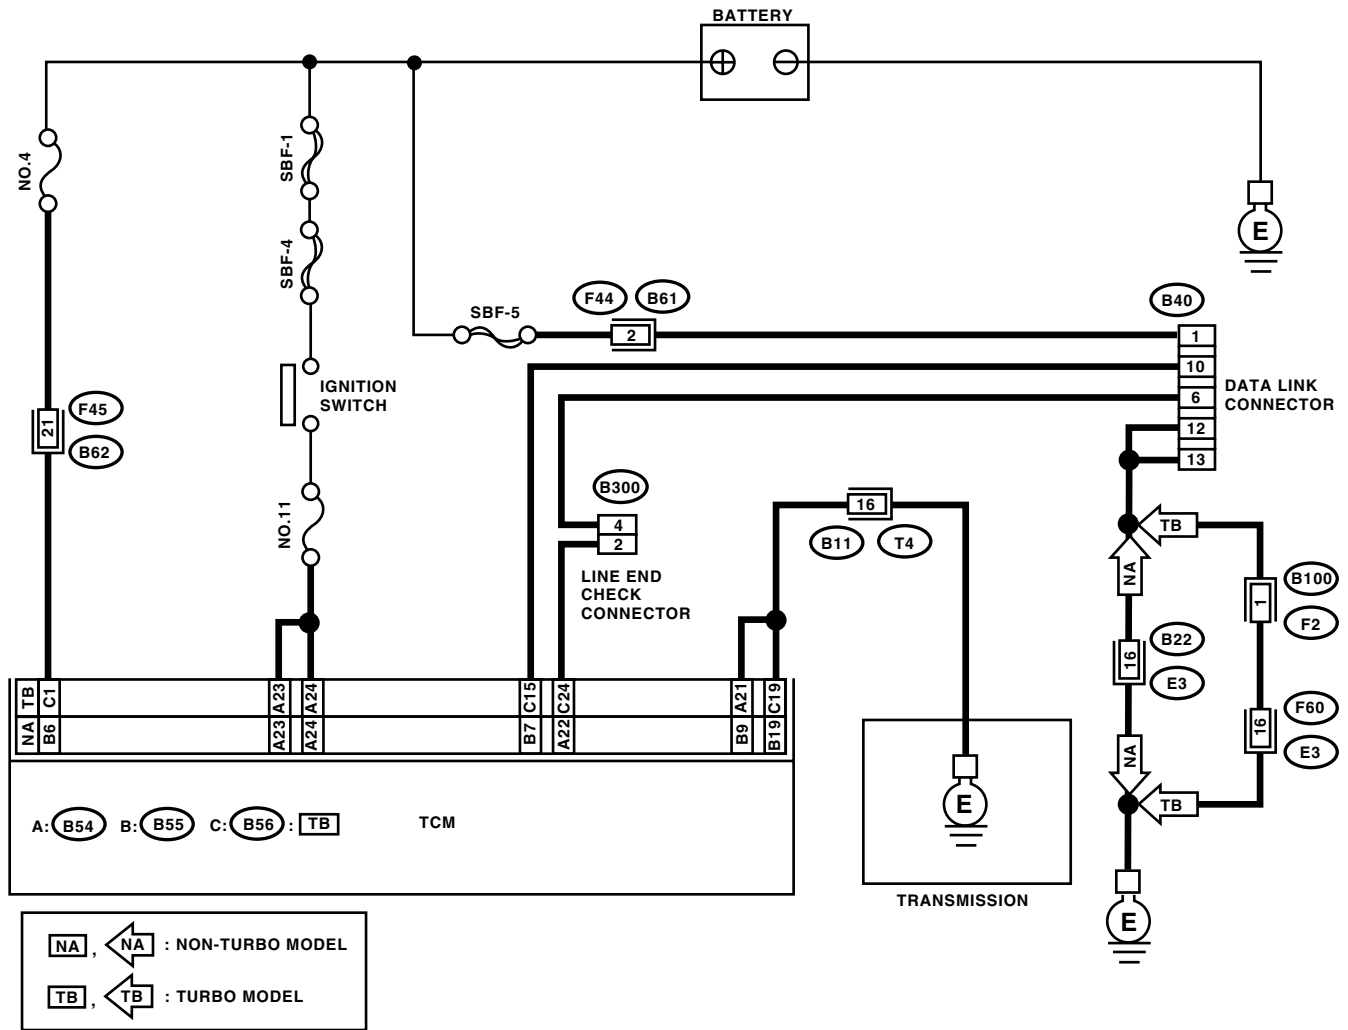 BATTERY
NO.4
SBF-1
SBF-4
E
SBF-5
F44
B61
B40
2
1
10
6
12
13
DATA LINK
CONNECTOR
IGNITION
SWITCH
F45
B62
21
NO.11
B300
4
2
LINE END
CHECK
CONNECTOR
16
B11
T4
TB
NA
B100
F2
1
B22
E3
16
F60
E3
16
NA
TB
TB
C1
A23
A24
C15
C24
A21
C19
NA
B6
A23
A24
B7
A22
B9
B19
A: B54 B: B55 C: B56 : TB
TCM
E
TRANSMISSION
E
NA , NA : NON-TURBO MODEL
TB , TB : TURBO MODEL